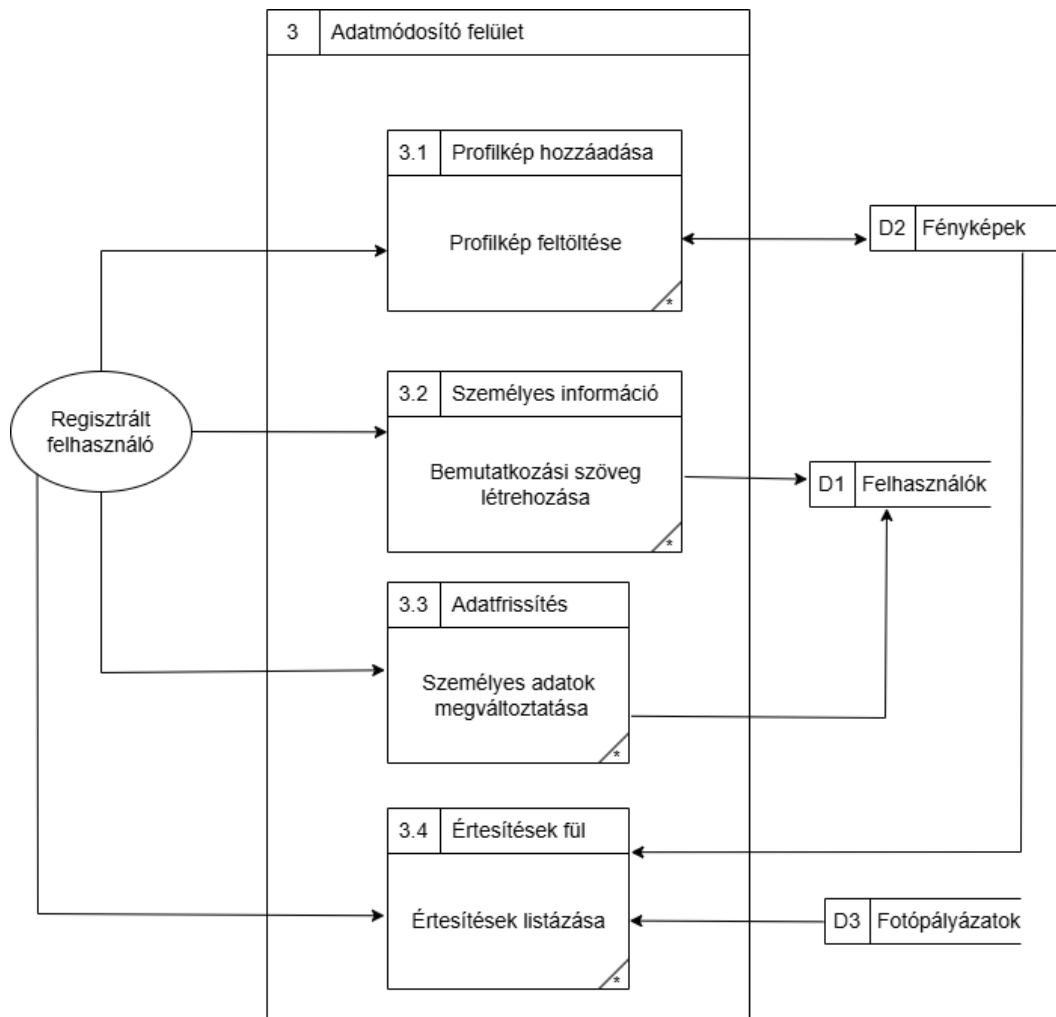 3 Adatmódosító felület
3.1 Profilkép hozzáadása
Profilkép feltöltése
*
D2 Fényképek
3.2 Személyes információ
Regisztrált
felhasználó
Bemutatkozási szöveg
létrehozása
*
D1 Felhasználók
3.3 Adatfrissítés
Személyes adatok
megváltoztatása
*
3.4 Értesítések fül
Értesítések listázása
*
D3 Fotópályázatok